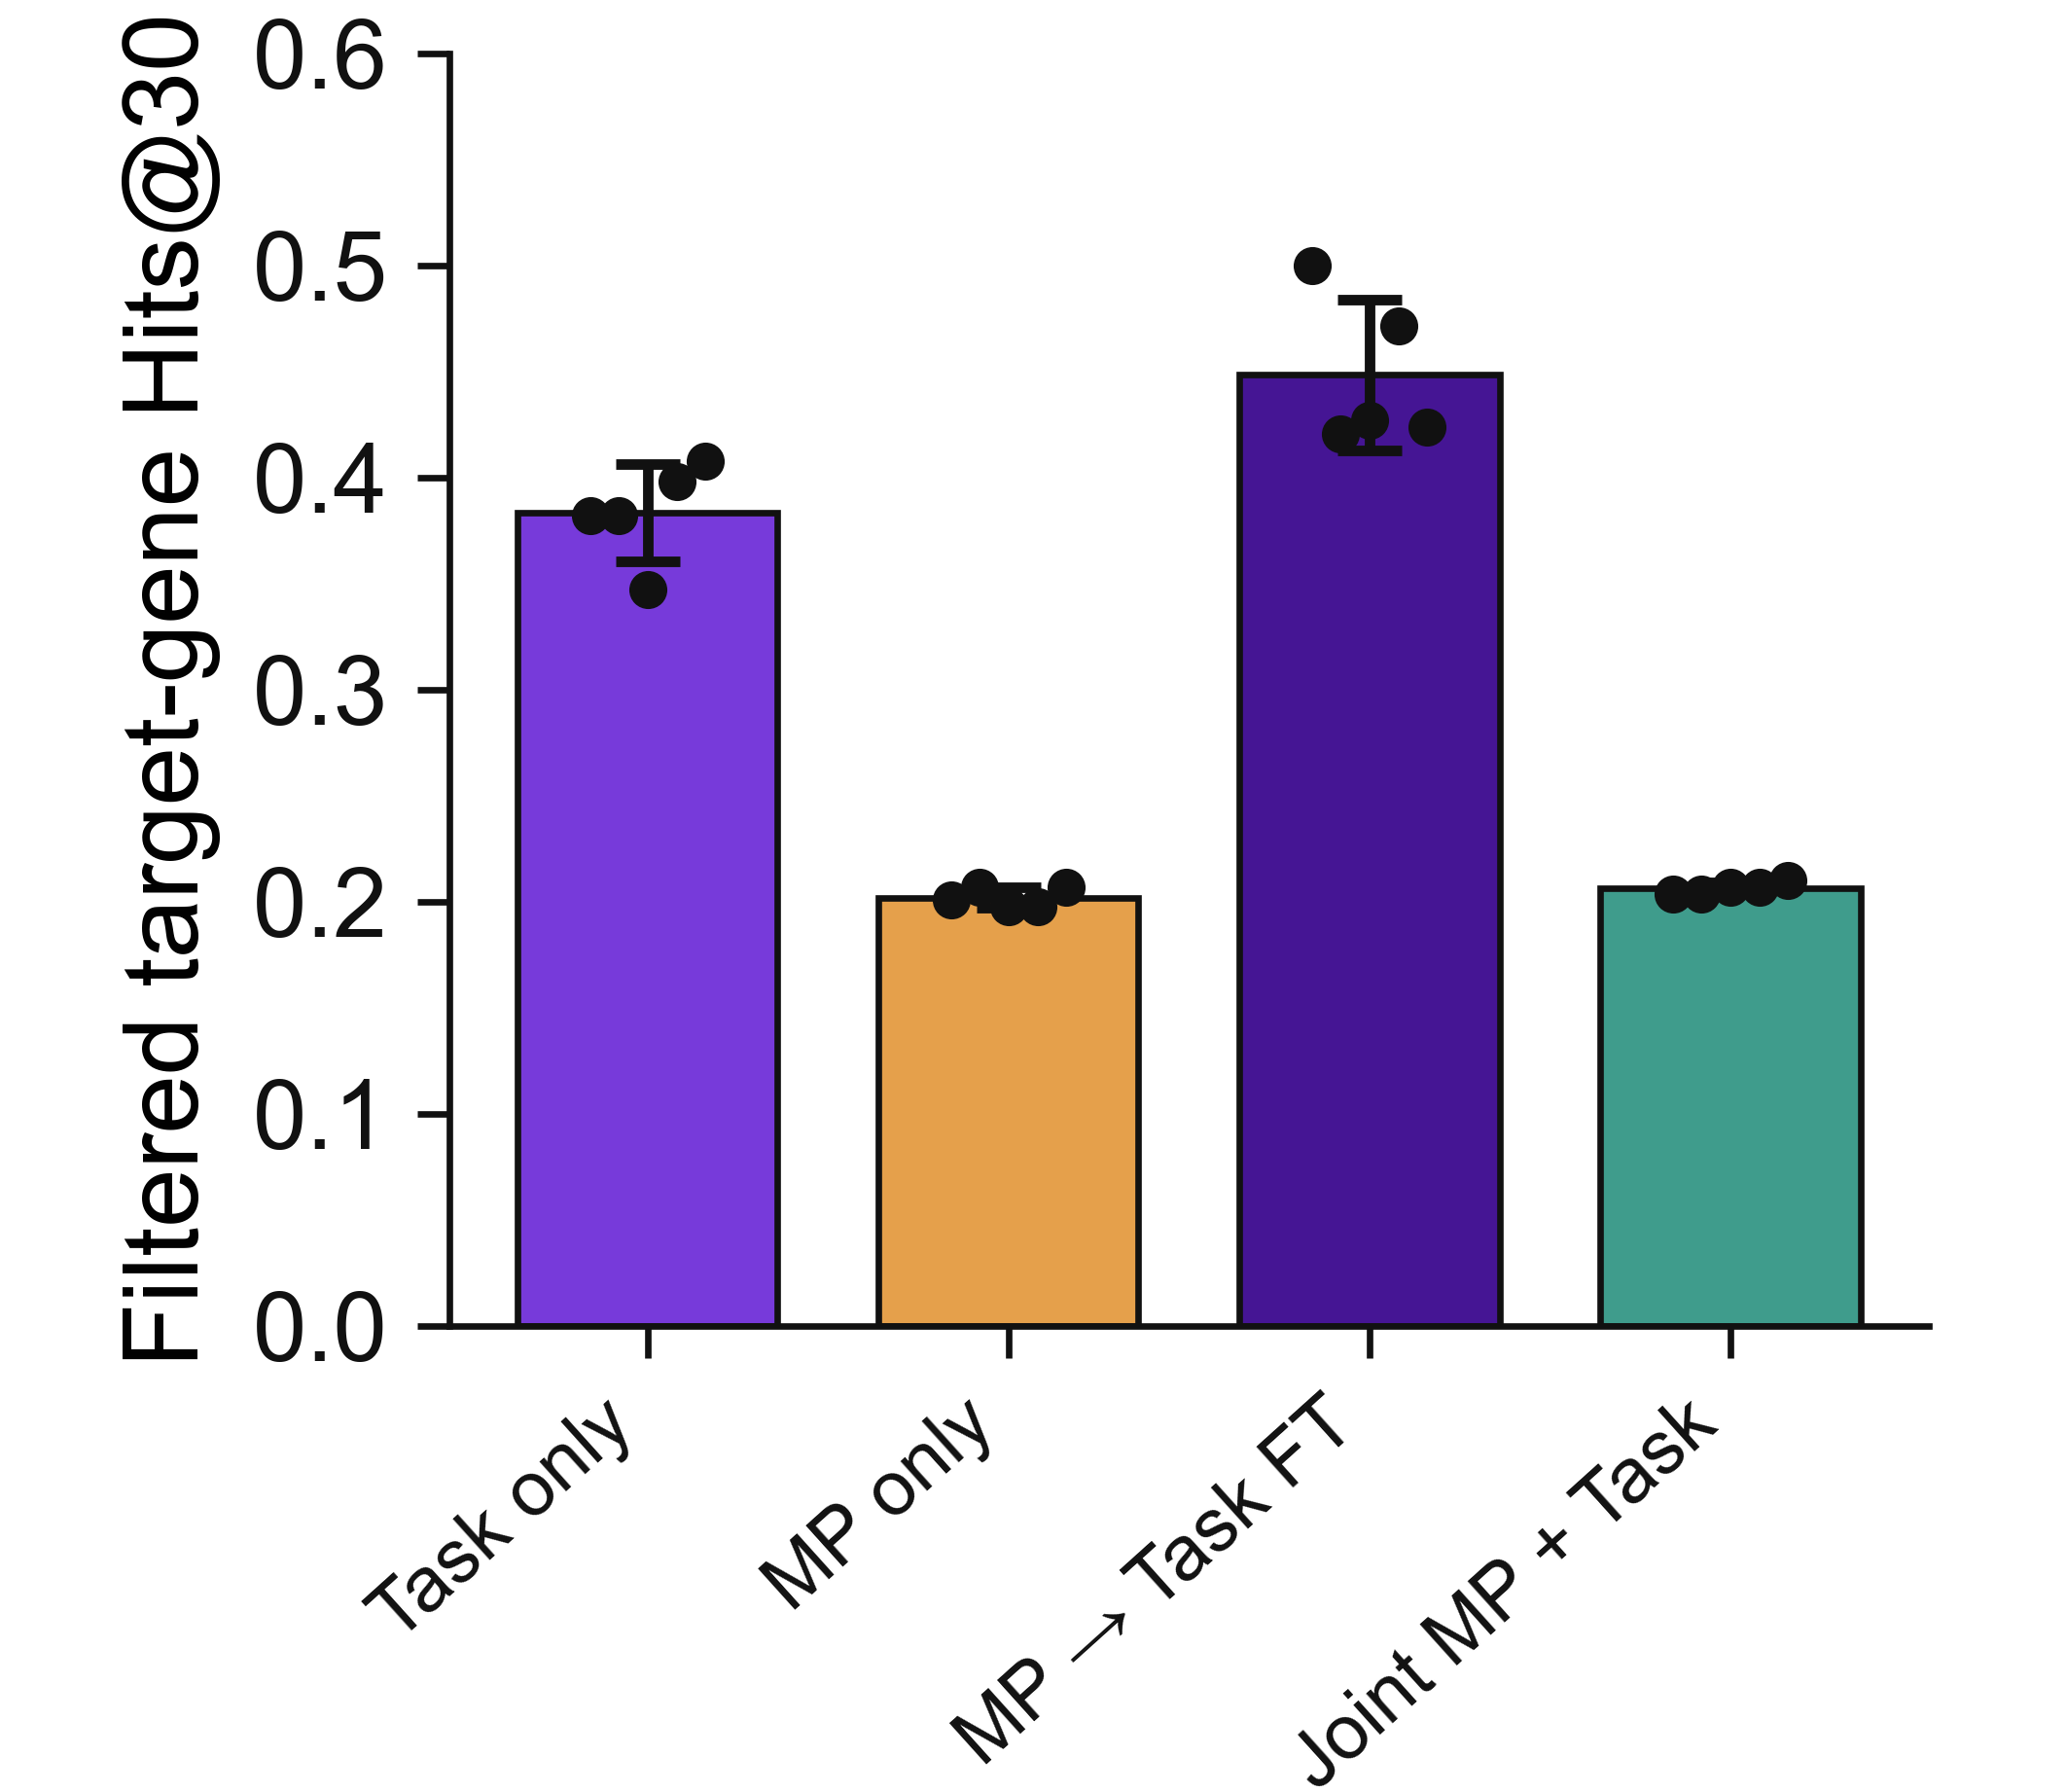 Filtered target-gene Hits@30
0.6
0.5
0.4
0.3
0.2
0.1
0.0
Task only
MP only
MP → Task FT
Joint MP + Task